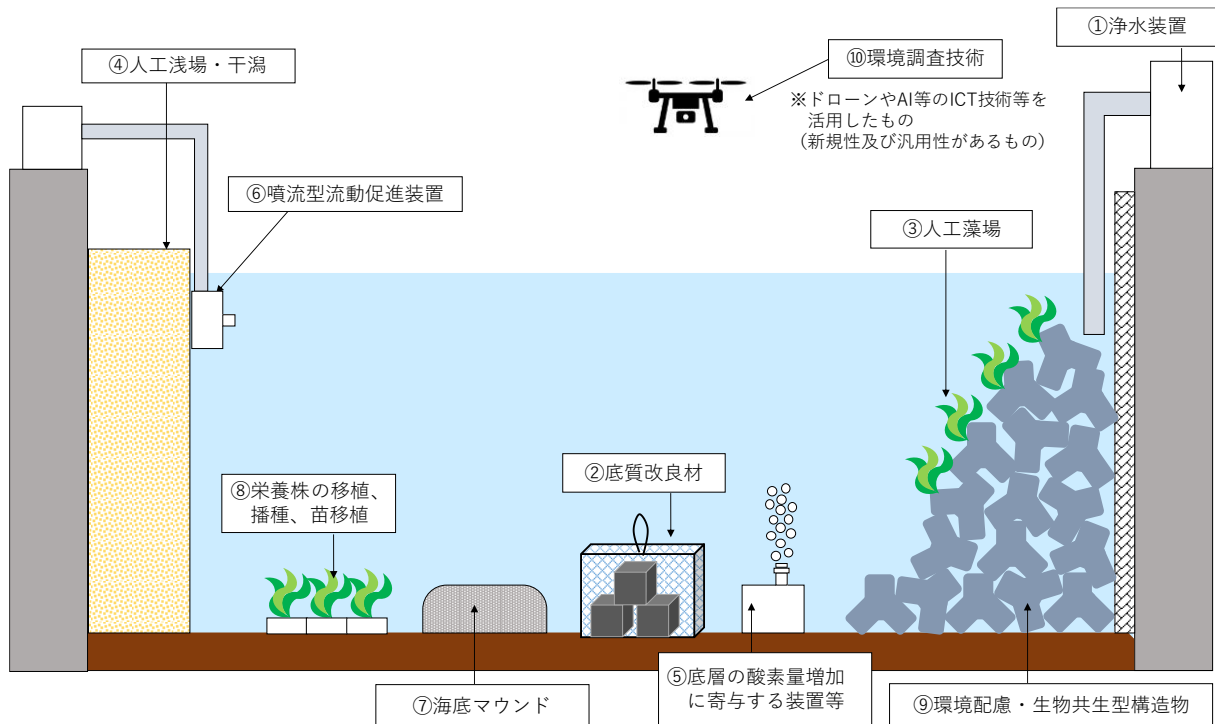 ①浄水装置
④人工浅場・干潟
⑩環境調査技術
※ドローンやAI等のICT技術等を
活用したもの
（新規性及び汎用性があるもの）
⑥噴流型流動促進装置
③人工藻場
②底質改良材
⑧栄養株の移植、
播種、苗移植
⑤底層の酸素量増加
に寄与する装置等
⑦海底マウンド
⑨環境配慮・生物共生型構造物